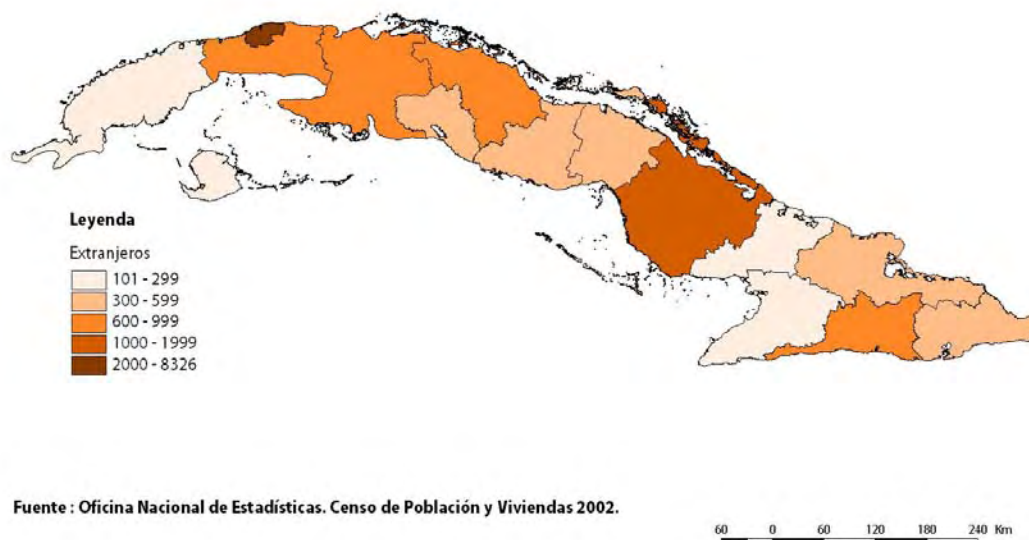 Leyenda
Extranjeros
101 - 299
300 - 599
600 - 999
1000 - 1999
2000 - 8326
Fuente : Oficina Nacional de Estadísticas. Censo de Población y Viviendas 2002.
60 0 60 120 180 240 Km